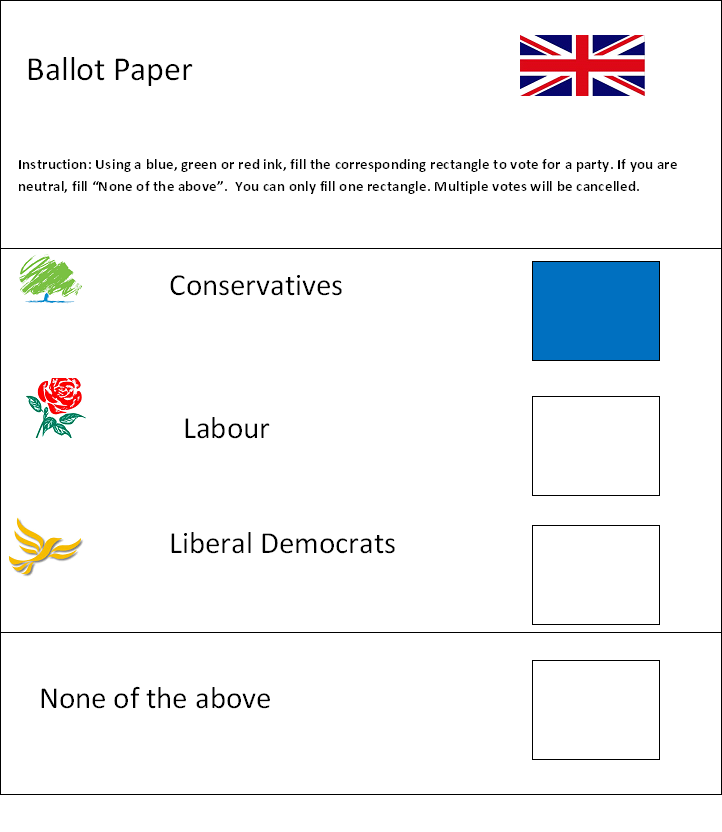 Ballot Paper
Instruction: Using a blue, green or red ink, fill the corresponding rectangle to vote for a party. If you are
neutral, fill “None of the above”.  You can only fill one rectangle. Multiple votes will be cancelled.
Conservatives
Labour
Liberal Democrats
None of the above